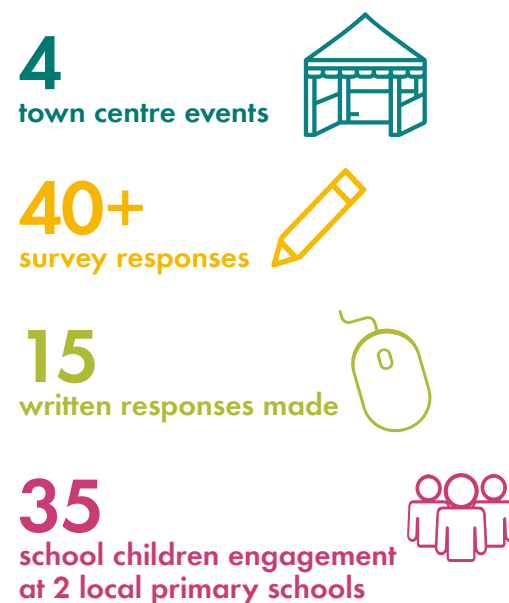 4
town centre events
40+
survey responses
15
written responses made
35
school children engagement
at 2 local primary schools